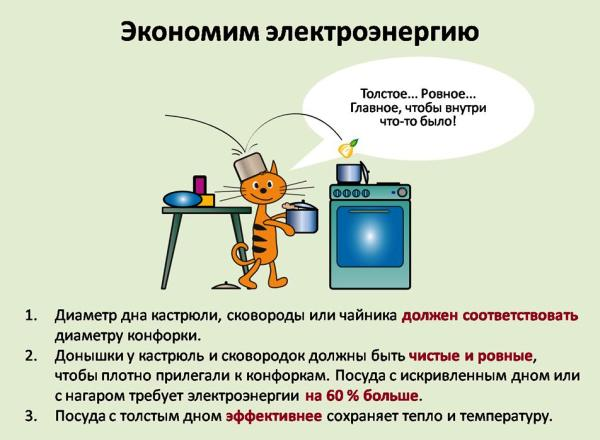 Экономим электроэнергию
Толстое... Ровное...
Главное, чтобы внутри
что-то было!
1. Диаметр дна кастрюли, сковороды или чайника должен соответствовать
диаметру конфорки.
2. Донышки у кастрюль и сковородок должны быть чистые и ровные,
чтобы плотно прилегали к конфоркам. Посуда с искривленным дном или
с нагаром требует электроэнергии на 60 % больше.
3. Посуда с толстым дном эффективнее сохраняет тепло и температуру.